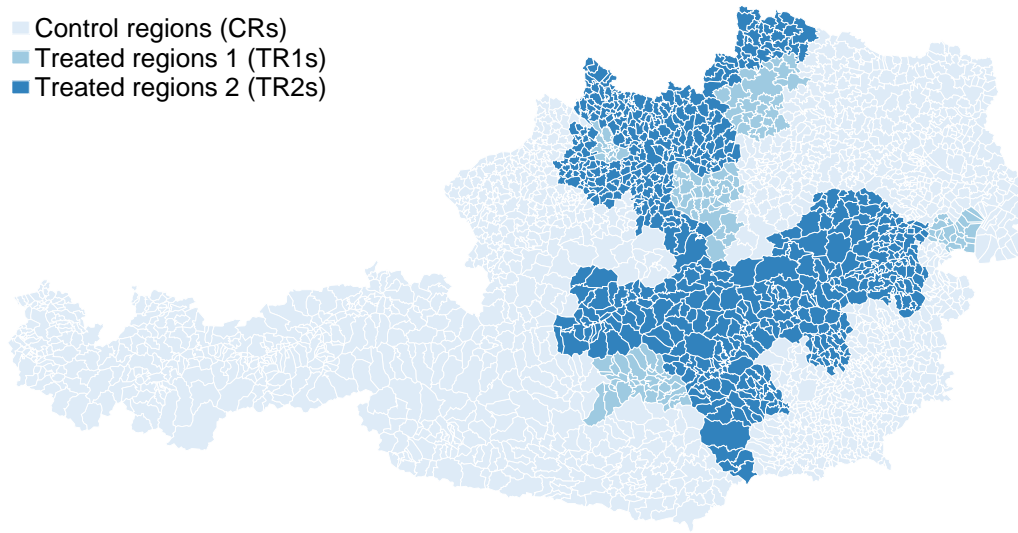 Control regions (CRs)
Treated regions 1 (TR1s)
Treated regions 2 (TR2s)